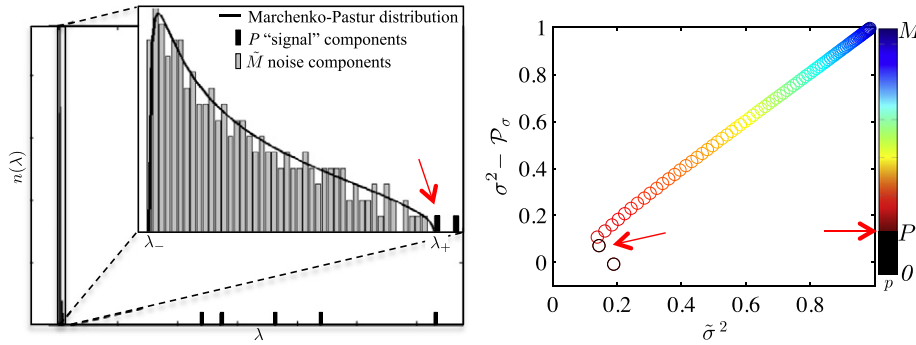 Marchenko-Pastur distribution
P “signal” components
M̃ noise components
n(λ)
λ₋
λ₊
λ
σ² − 𝒫_σ
1
0.8
0.6
0.4
0.2
0
0 0.2 0.4 0.6 0.8 1
σ̃²
M
P
0
p